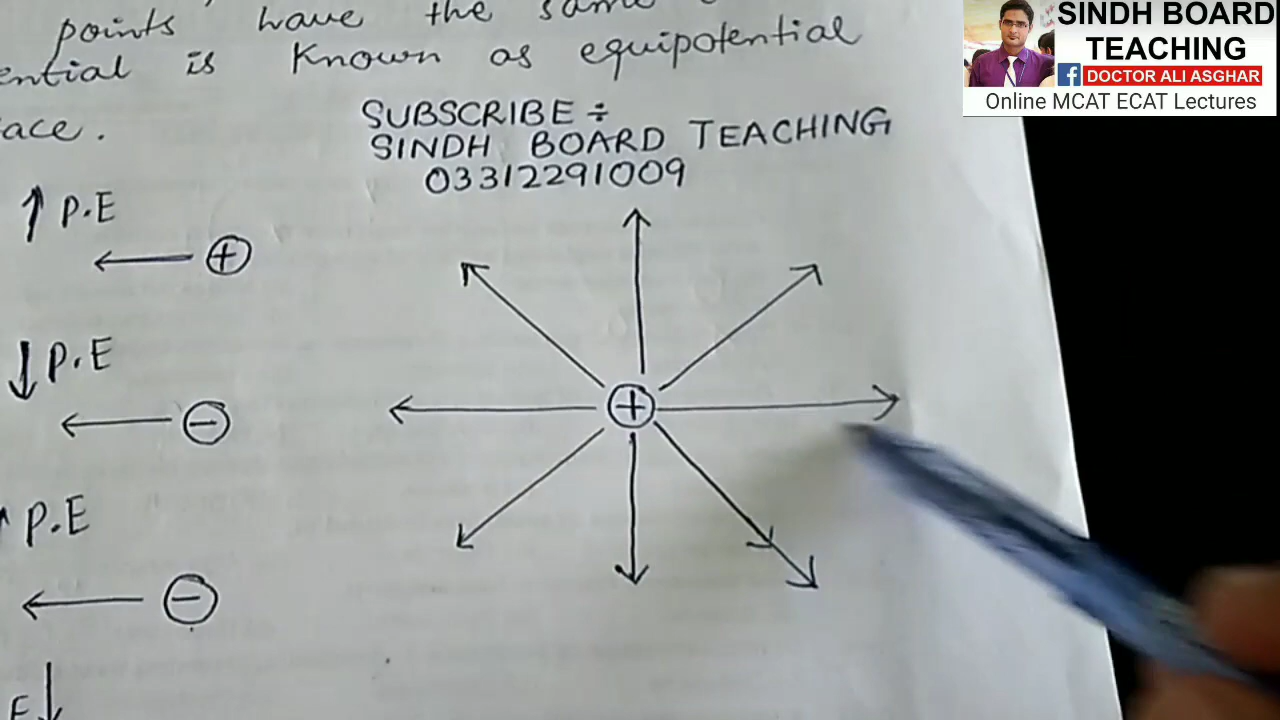 points have the same
ential is known as equipotential
ace.
SUBSCRIBE ÷
SINDH BOARD TEACHING
03312291009
↑ P.E
← ⊕
↓ P.E
← ⊖
P.E
← ⊖
E ↓
+
SINDH BOARD
TEACHING
f DOCTOR ALI ASGHAR
Online MCAT ECAT Lectures